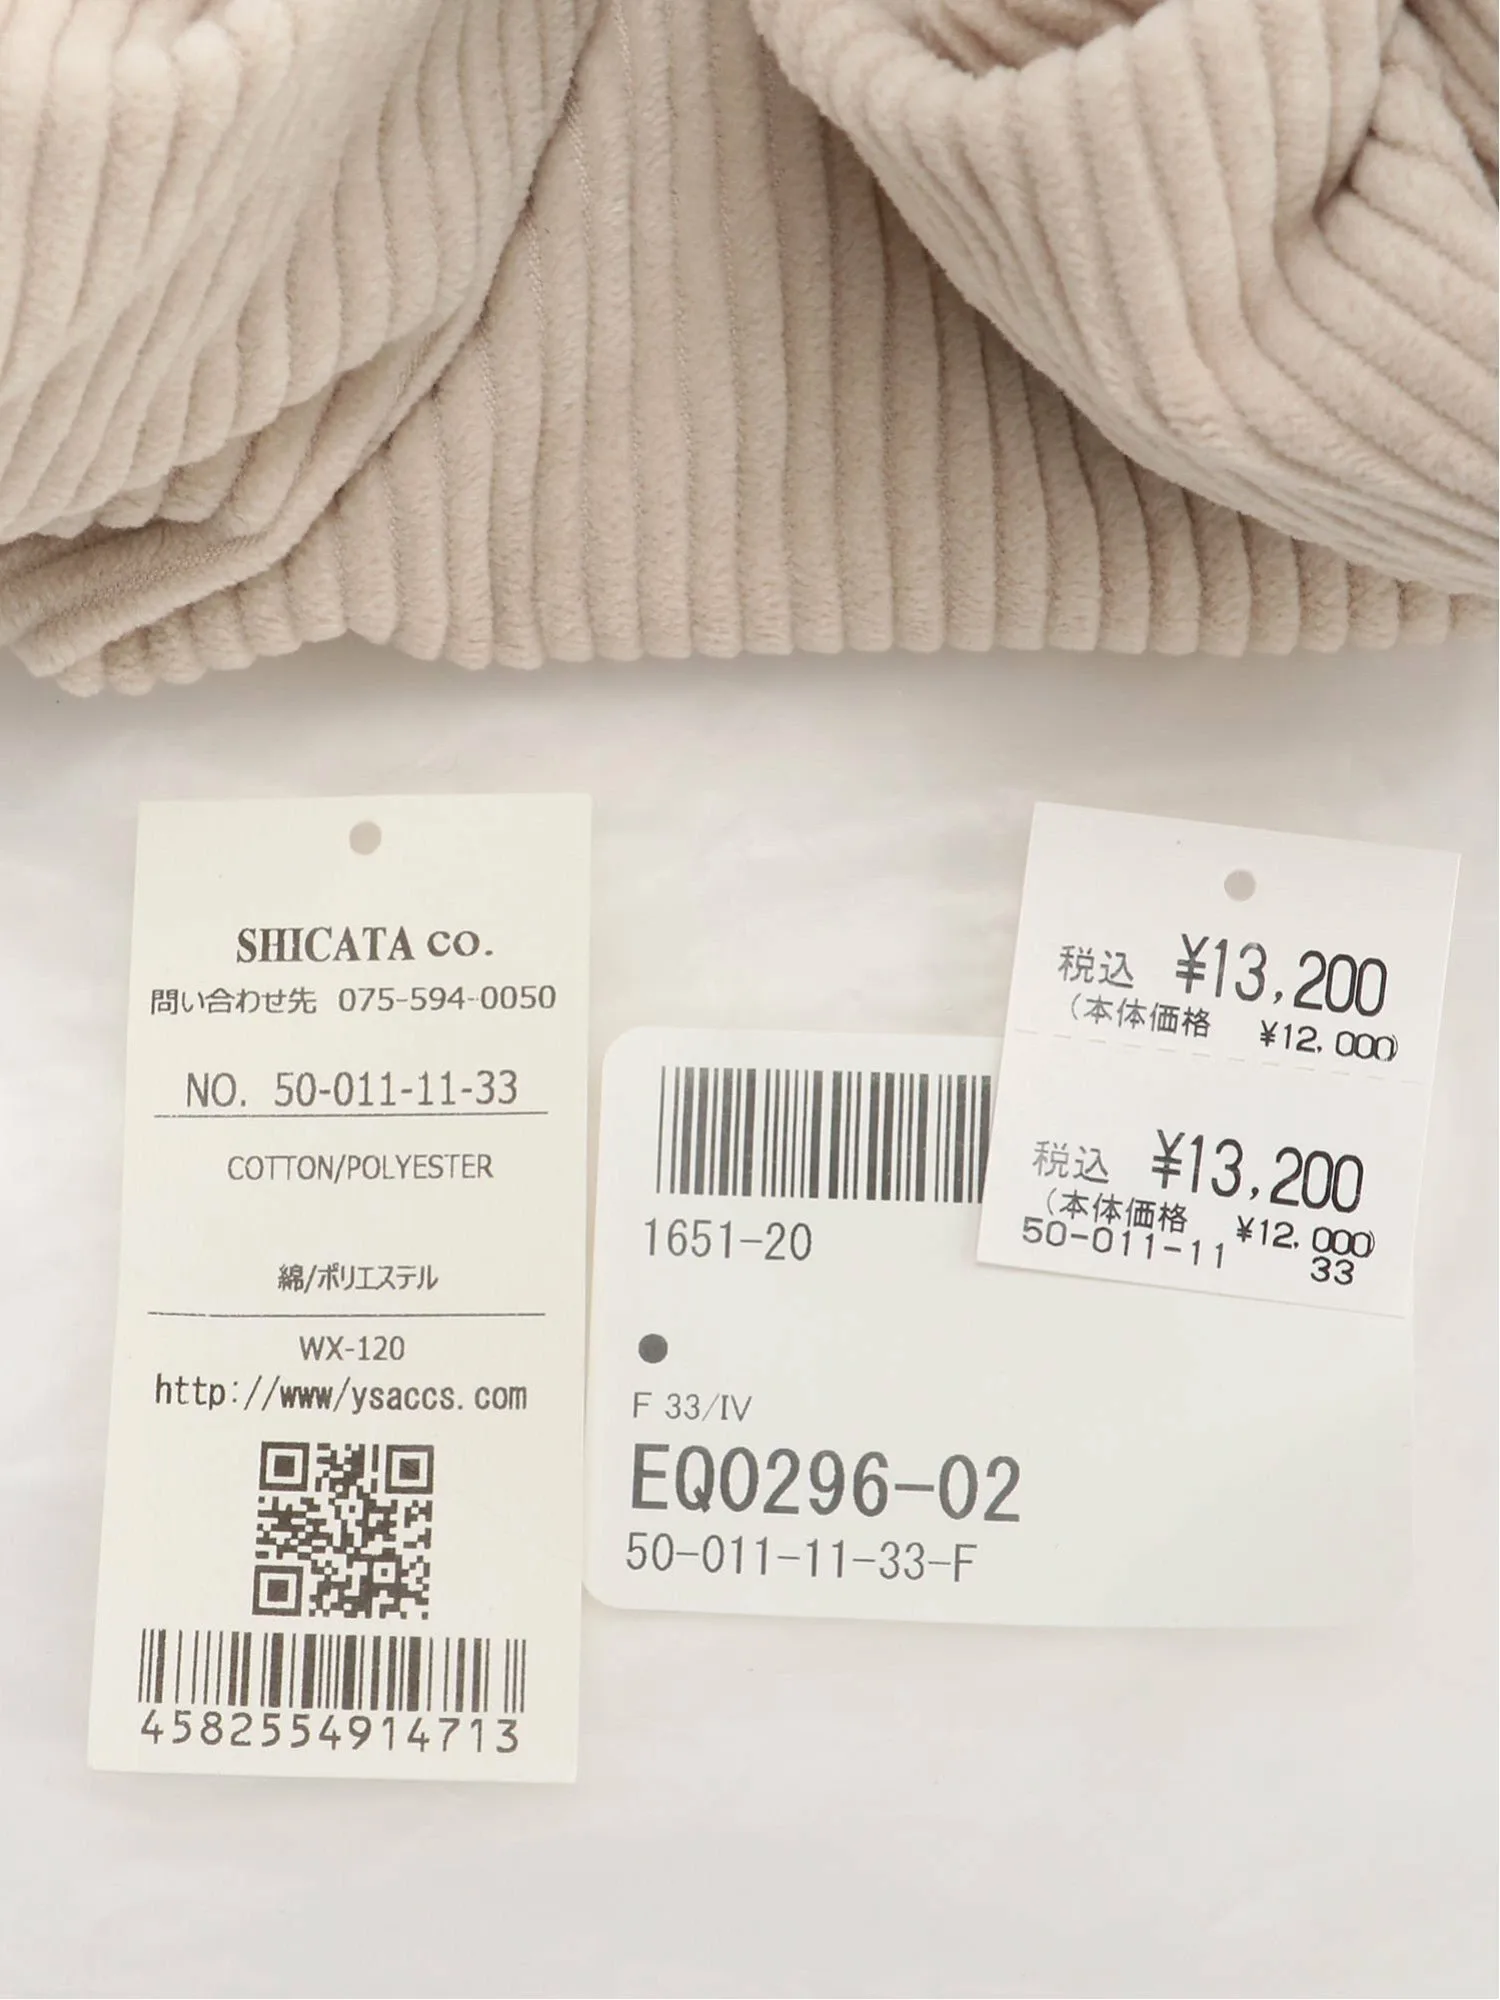 SHICATA CO.
問い合わせ先 075-594-0050
NO. 50-011-11-33
COTTON/POLYESTER
綿/ポリエステル
WX-120
http://www/ysaccs.com
4582554914713
1651-20
F 33/IV
EQ0296-02
50-011-11-33-F
税込 ¥13,200
(本体価格 ¥12,000)
税込 ¥13,200
(本体価格 ¥12,000)
50-011-11
33